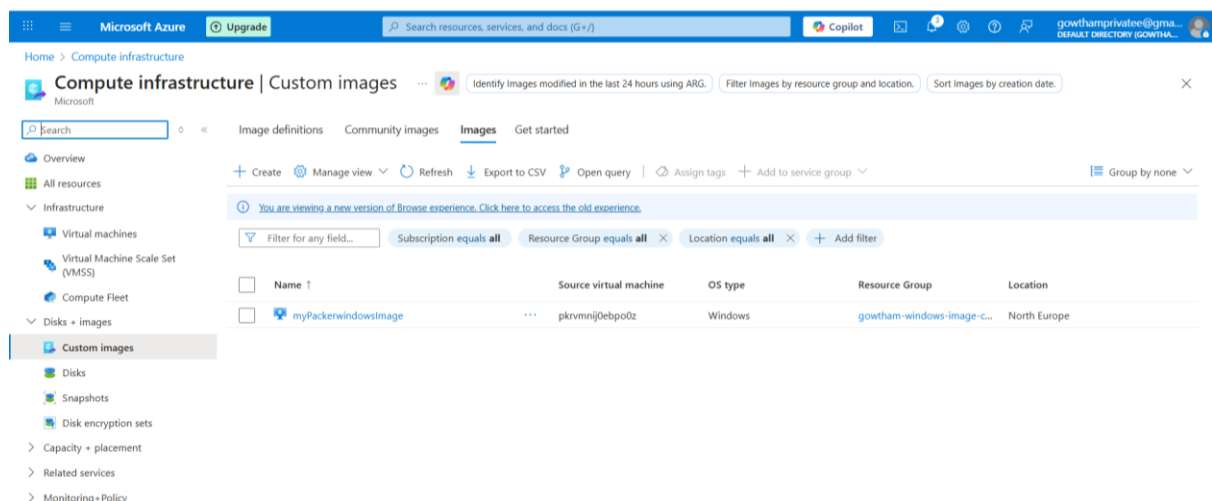 Microsoft Azure
Upgrade
Search resources, services, and docs (G+/)
Copilot
3
gowthamprivatee@gma...
DEFAULT DIRECTORY (GOWTHA...
Home > Compute infrastructure
Compute infrastructure | Custom images ...
Identify Images modified in the last 24 hours using ARG.
Filter Images by resource group and location.
Sort Images by creation date.
Microsoft
Search
Image definitions Community images Images Get started
Overview
All resources
Infrastructure
Virtual machines
Virtual Machine Scale Set
(VMSS)
Compute Fleet
Disks + images
Custom images
Disks
Snapshots
Disk encryption sets
Capacity + placement
Related services
Monitoring+Policy
+ Create Manage view Refresh Export to CSV Open query Assign tags + Add to service group Group by none
You are viewing a new version of Browse experience. Click here to access the old experience.
Filter for any field... Subscription equals all Resource Group equals all Location equals all + Add filter
Name ↑ Source virtual machine OS type Resource Group Location
myPackerwindowsImage ... pkrvmnij0ebpo0z Windows gowtham-windows-image-c... North Europe